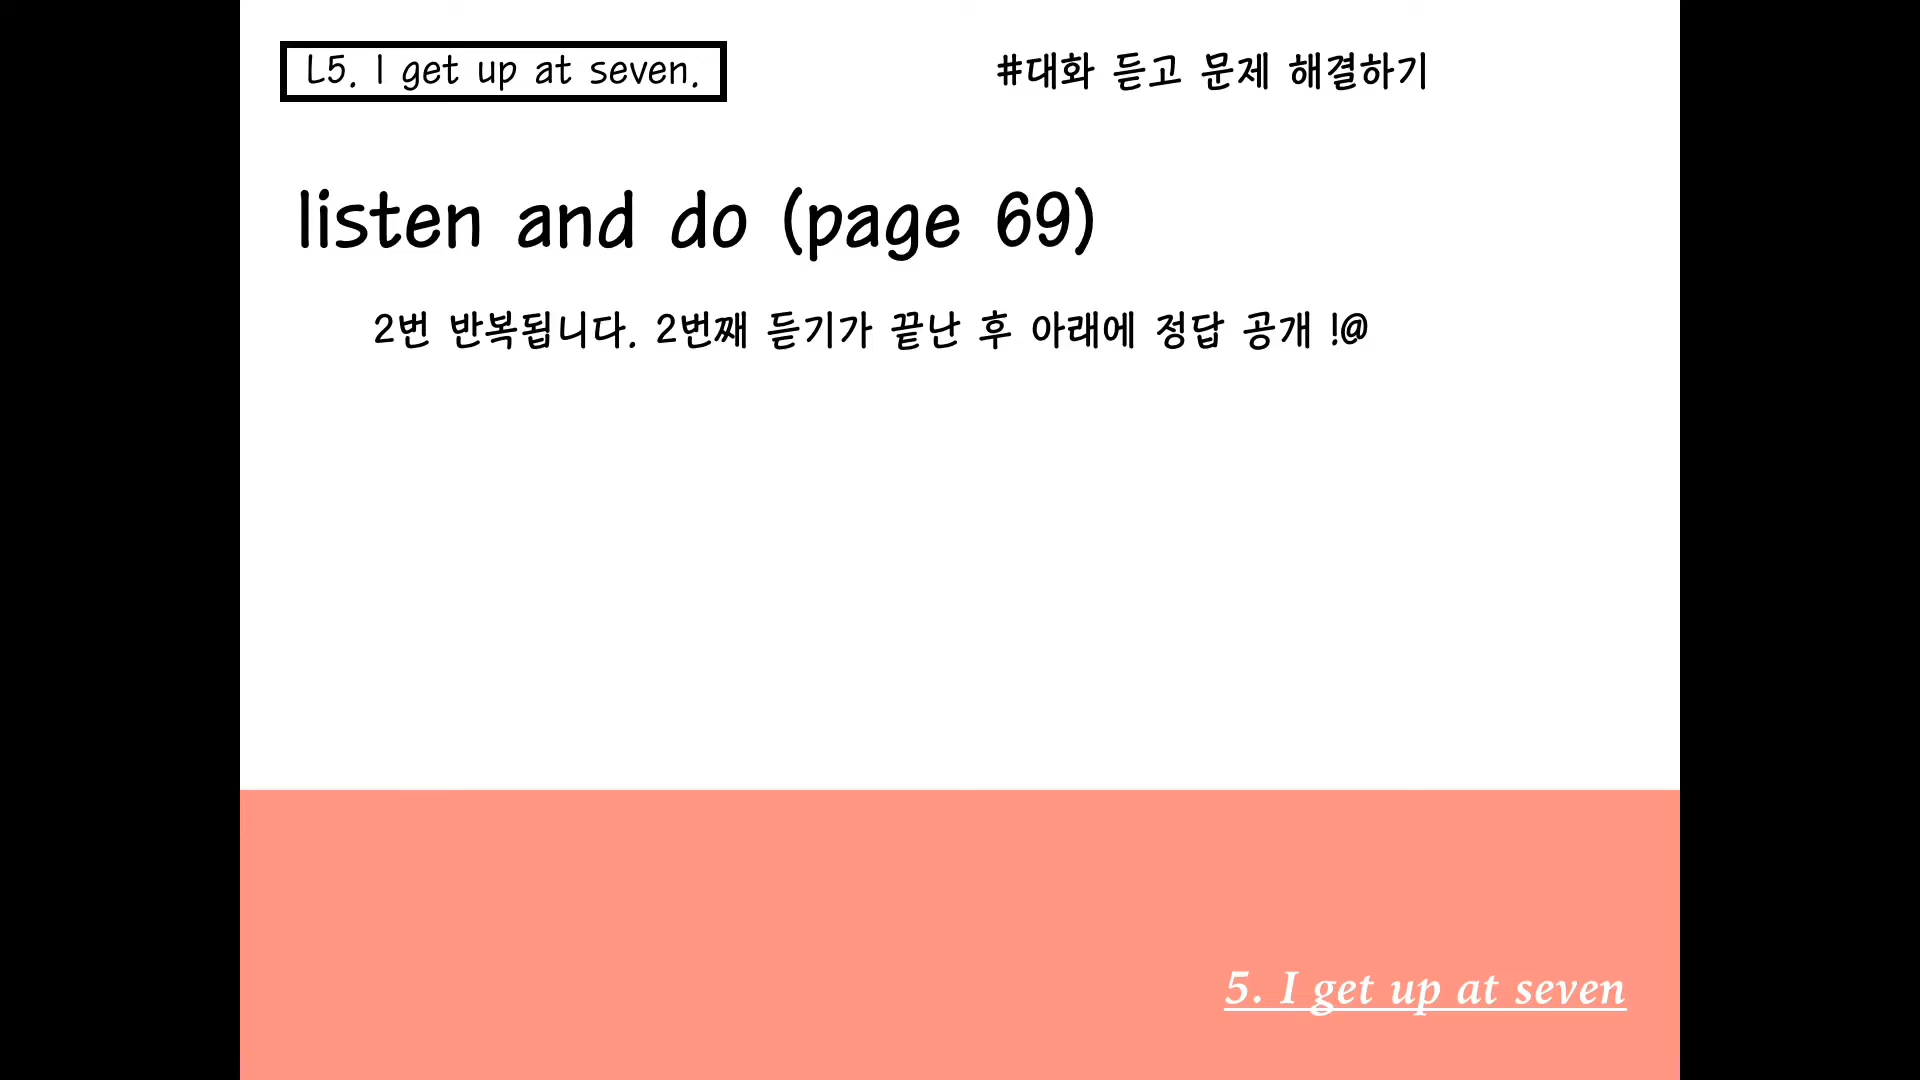 L5. I get up at seven.
#대화 듣고 문제 해결하기
listen and do (page 69)
2번 반복됩니다. 2번째 듣기가 끝난 후 아래에 정답 공개 !@
5. I get up at seven